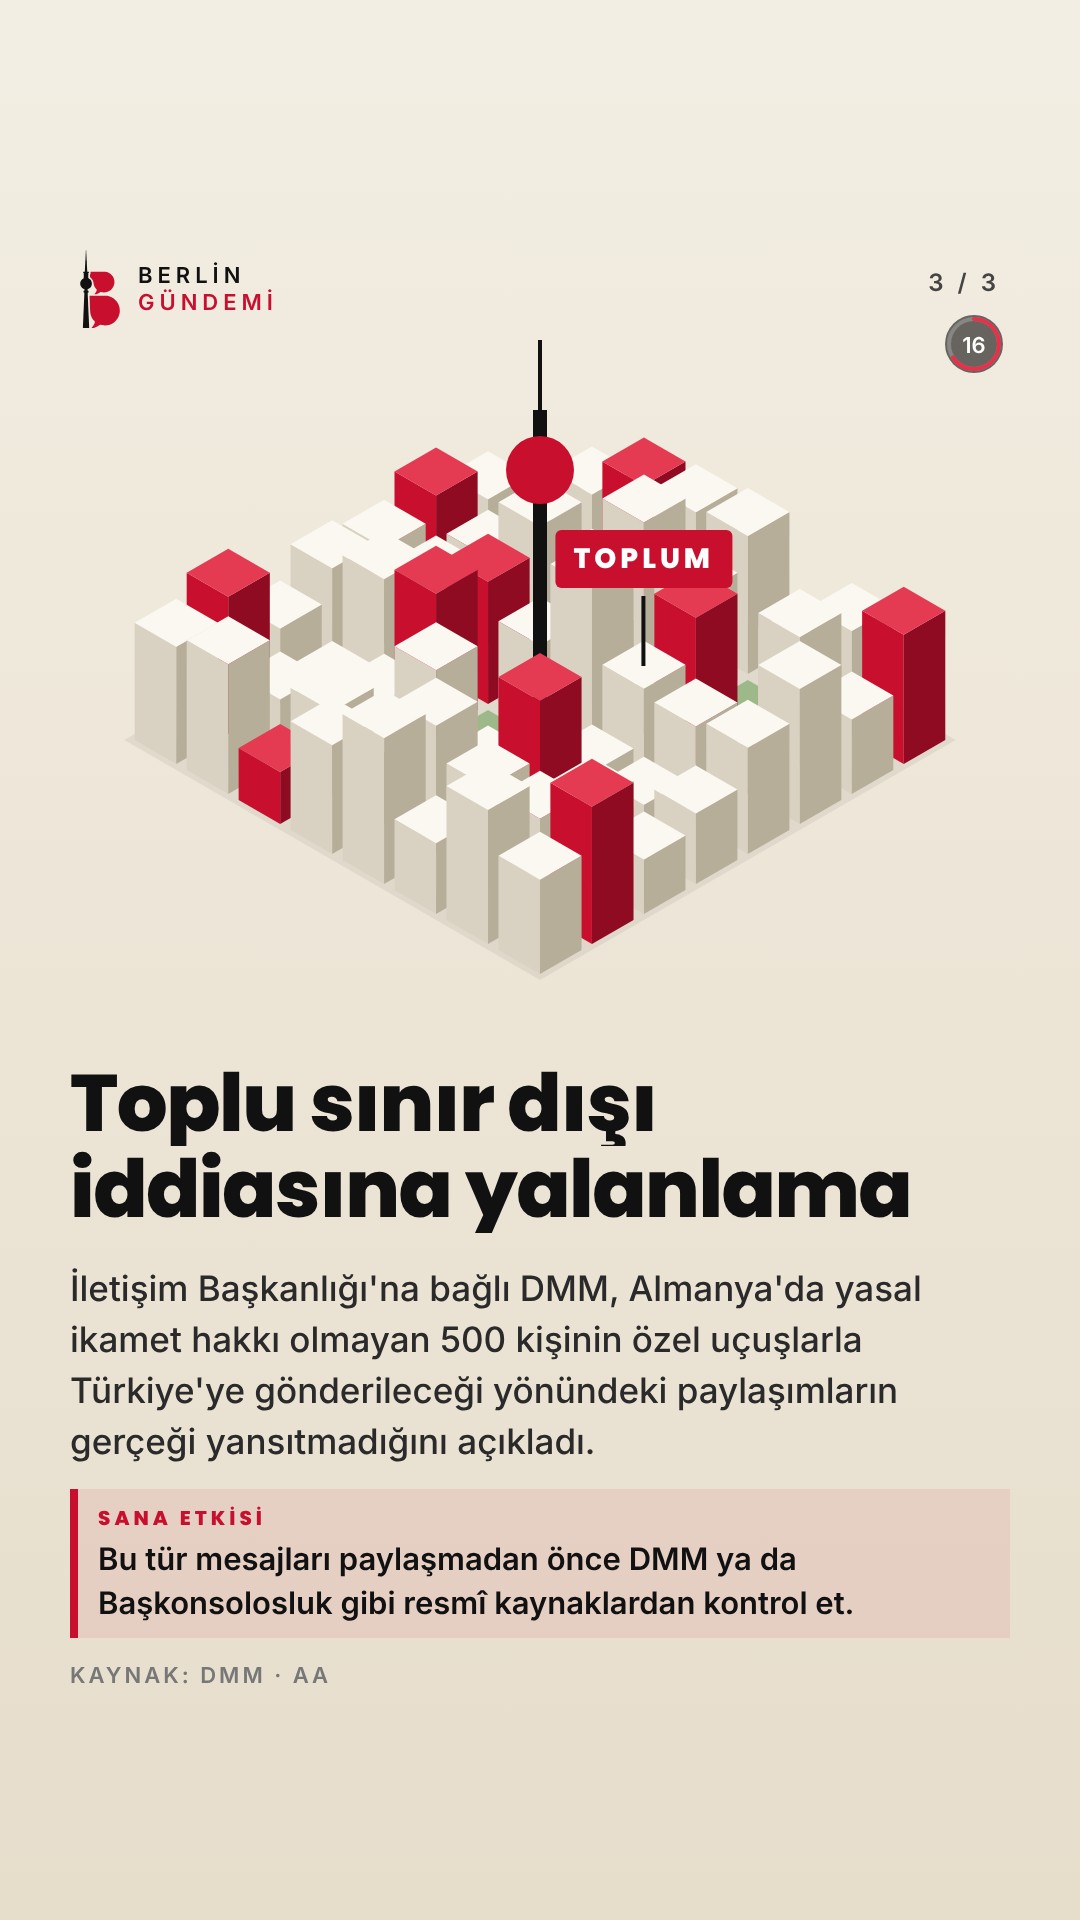 BERLİN
GÜNDEMİ
3 / 3
16
TOPLUM
Toplu sınır dışı
iddiasına yalanlama
İletişim Başkanlığı'na bağlı DMM, Almanya'da yasal
ikamet hakkı olmayan 500 kişinin özel uçuşlarla
Türkiye'ye gönderileceği yönündeki paylaşımların
gerçeği yansıtmadığını açıkladı.
SANA ETKİSİ
Bu tür mesajları paylaşmadan önce DMM ya da
Başkonsolosluk gibi resmî kaynaklardan kontrol et.
KAYNAK: DMM · AA